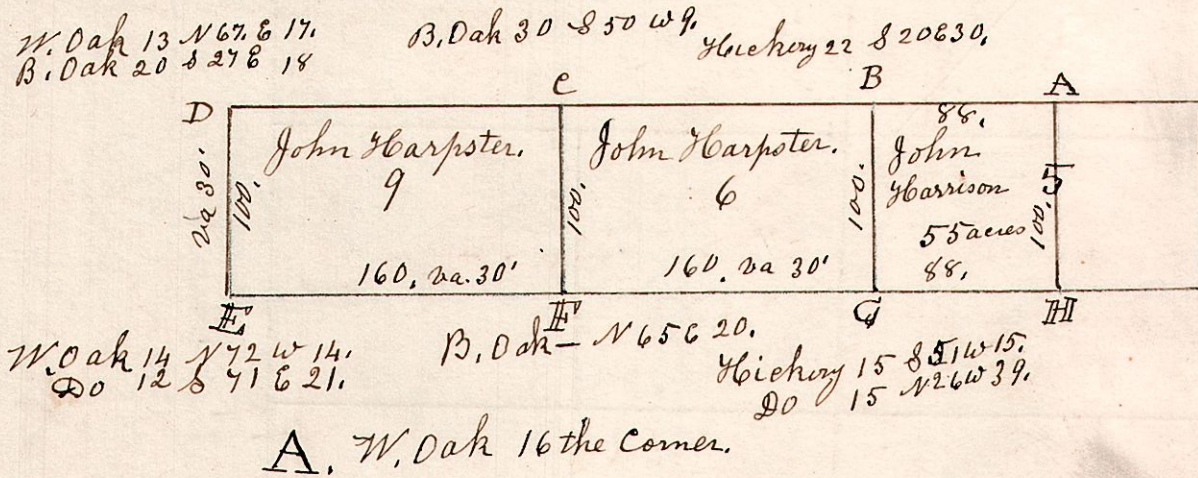 W. Oak 13 N 67. E 17.
B. Oak 20 S 27 E 18
B. Oak 30 S 50 W 9.
Hickory 22 S 20 E 30.
D
C
B
A
88.
va 30'
100.
John Harpster.
9
100.
John Harpster.
6
100.
John
Harrison
55 acres
88.
5
100.
160. va. 30'
160. va 30'
E
F
G
H
W. Oak 14 N 72 W 14.
Do 12 S 71 E 21.
B. Oak – N 65 E 20.
Hickory 15 S 51 W 15.
Do 15 N 26 W 39.
A. W. Oak 16 the Corner.